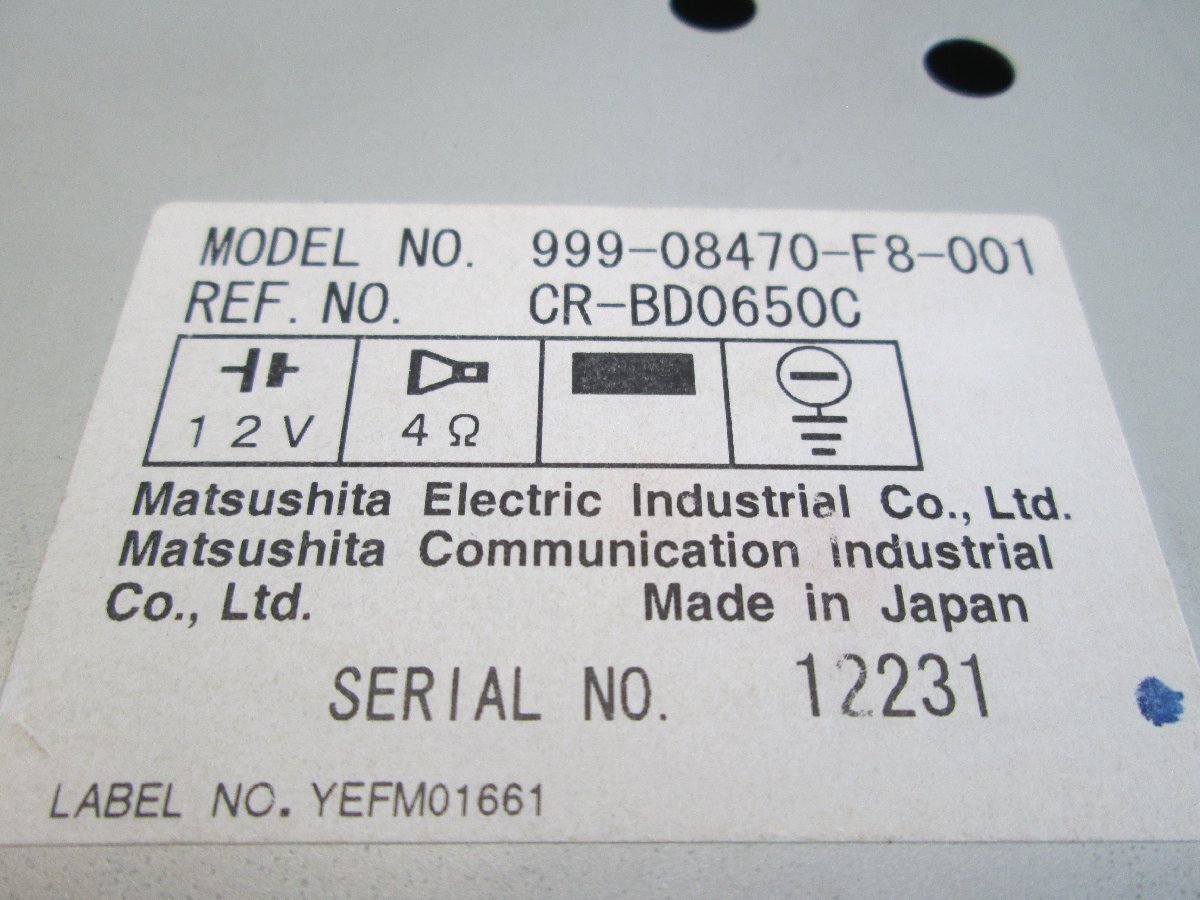 MODEL NO. 999-08470-F8-001
REF. NO. CR-BD0650C
12V 4Ω
Matsushita Electric Industrial Co., Ltd.
Matsushita Communication Industrial
Co., Ltd. Made in Japan
SERIAL NO. 12231
LABEL NO. YEFM01661